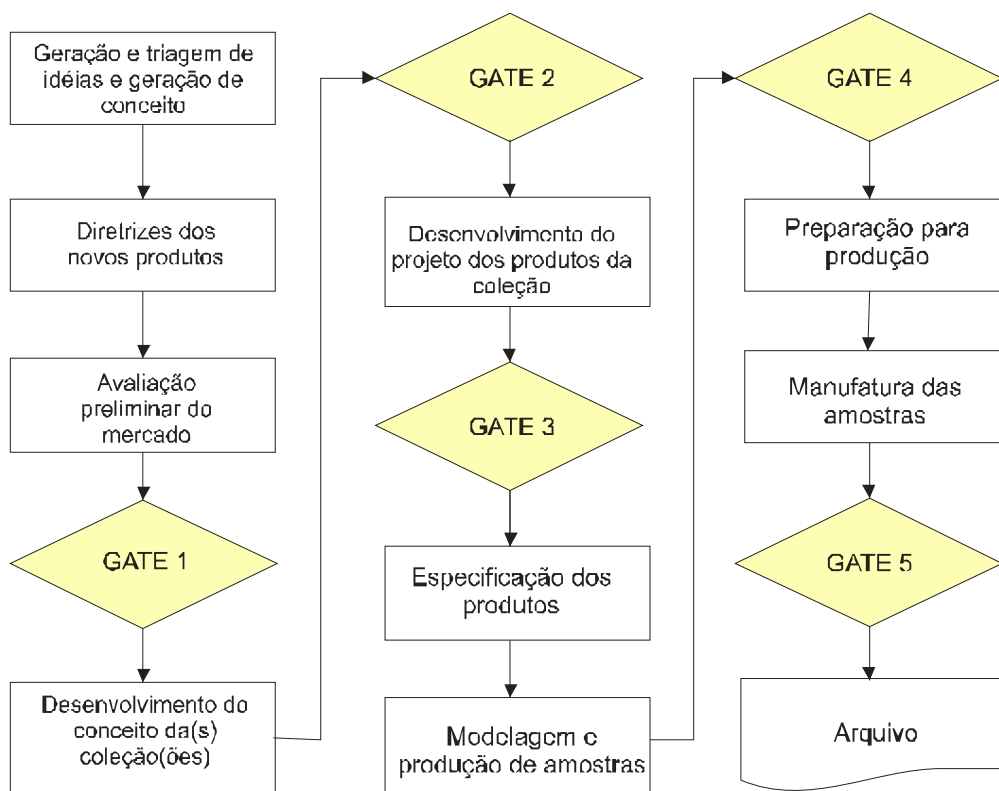 Geração e triagem de
idéias e geração de
conceito
Diretrizes dos
novos produtos
Avaliação
preliminar do
mercado
GATE 1
Desenvolvimento do
conceito da(s)
coleção(ões)
GATE 2
Desenvolvimento do
projeto dos produtos da
coleção
GATE 3
Especificação dos
produtos
Modelagem e
produção de amostras
GATE 4
Preparação para
produção
Manufatura das
amostras
GATE 5
Arquivo